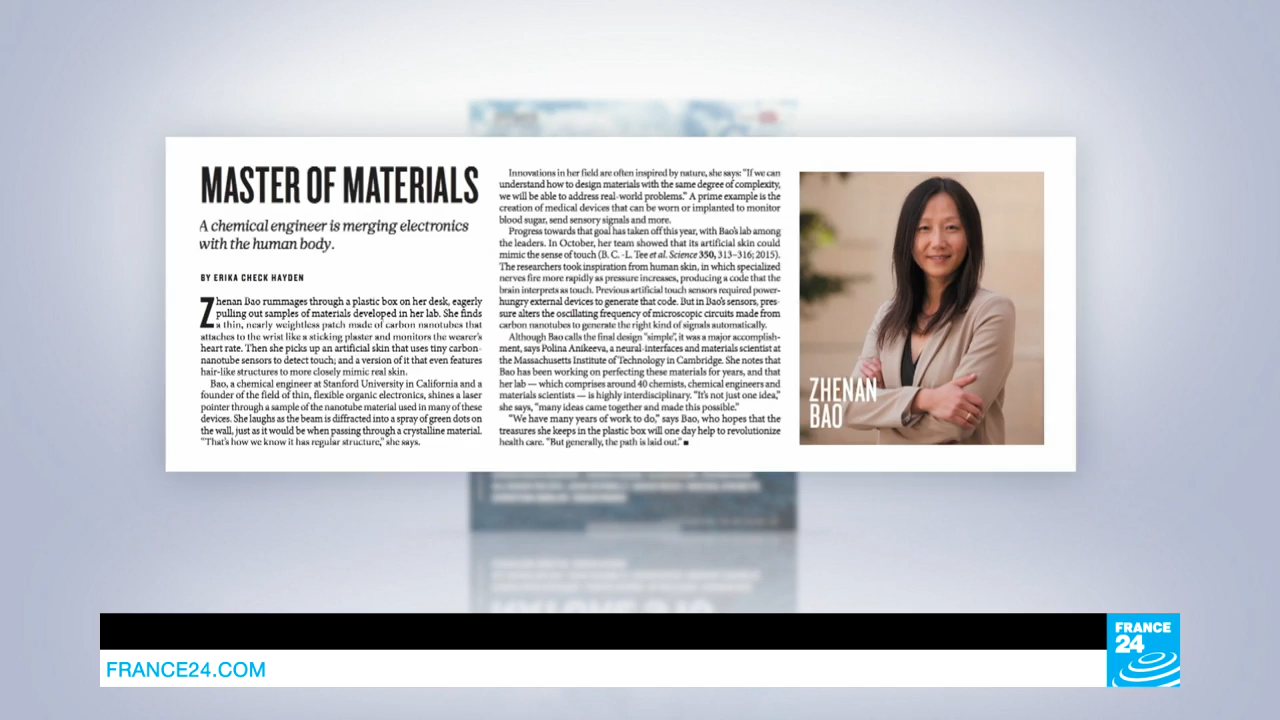 MASTER OF MATERIALS
A chemical engineer is merging electronics
with the human body.
BY ERIKA CHECK HAYDEN
Zhenan Bao rummages through a plastic box on her desk, eagerly
pulling out samples of materials developed in her lab. She finds
a thin, nearly weightless patch made of carbon nanotubes that
attaches to the wrist like a sticking plaster and monitors the wearer's
heart rate. Then she picks up an artificial skin that uses tiny carbon-
nanotube sensors to detect touch; and a version of it that even features
hair-like structures to more closely mimic real skin.
Bao, a chemical engineer at Stanford University in California and a
founder of the field of thin, flexible organic electronics, shines a laser
pointer through a sample of the nanotube material used in many of these
devices. She laughs as the beam is diffracted into a spray of green dots on
the wall, just as it would be when passing through a crystalline material.
"That's how we know it has regular structure," she says.
Innovations in her field are often inspired by nature, she says: "If we can
understand how to design materials with the same degree of complexity,
we will be able to address real-world problems." A prime example is the
creation of medical devices that can be worn or implanted to monitor
blood sugar, send sensory signals and more.
Progress towards that goal has taken off this year, with Bao's lab among
the leaders. In October, her team showed that its artificial skin could
mimic the sense of touch (B. C. -L. Tee et al. Science 350, 313–316; 2015).
The researchers took inspiration from human skin, in which specialized
nerves fire more rapidly as pressure increases, producing a code that the
brain interprets as touch. Previous artificial touch sensors required power-
hungry external devices to generate that code. But in Bao's sensors, pres-
sure alters the oscillating frequency of microscopic circuits made from
carbon nanotubes to generate the right kind of signals automatically.
Although Bao calls the final design "simple", it was a major accomplish-
ment, says Polina Anikeeva, a neural-interfaces and materials scientist at
the Massachusetts Institute of Technology in Cambridge. She notes that
Bao has been working on perfecting these materials for years, and that
her lab — which comprises around 40 chemists, chemical engineers and
materials scientists — is highly interdisciplinary. "It's not just one idea,"
she says, "many ideas came together and made this possible."
"We have many years of work to do," says Bao, who hopes that the
treasures she keeps in the plastic box will one day help to revolutionize
health care. "But generally, the path is laid out." ■
ZHENAN
BAO
FRANCE
24
FRANCE24.COM